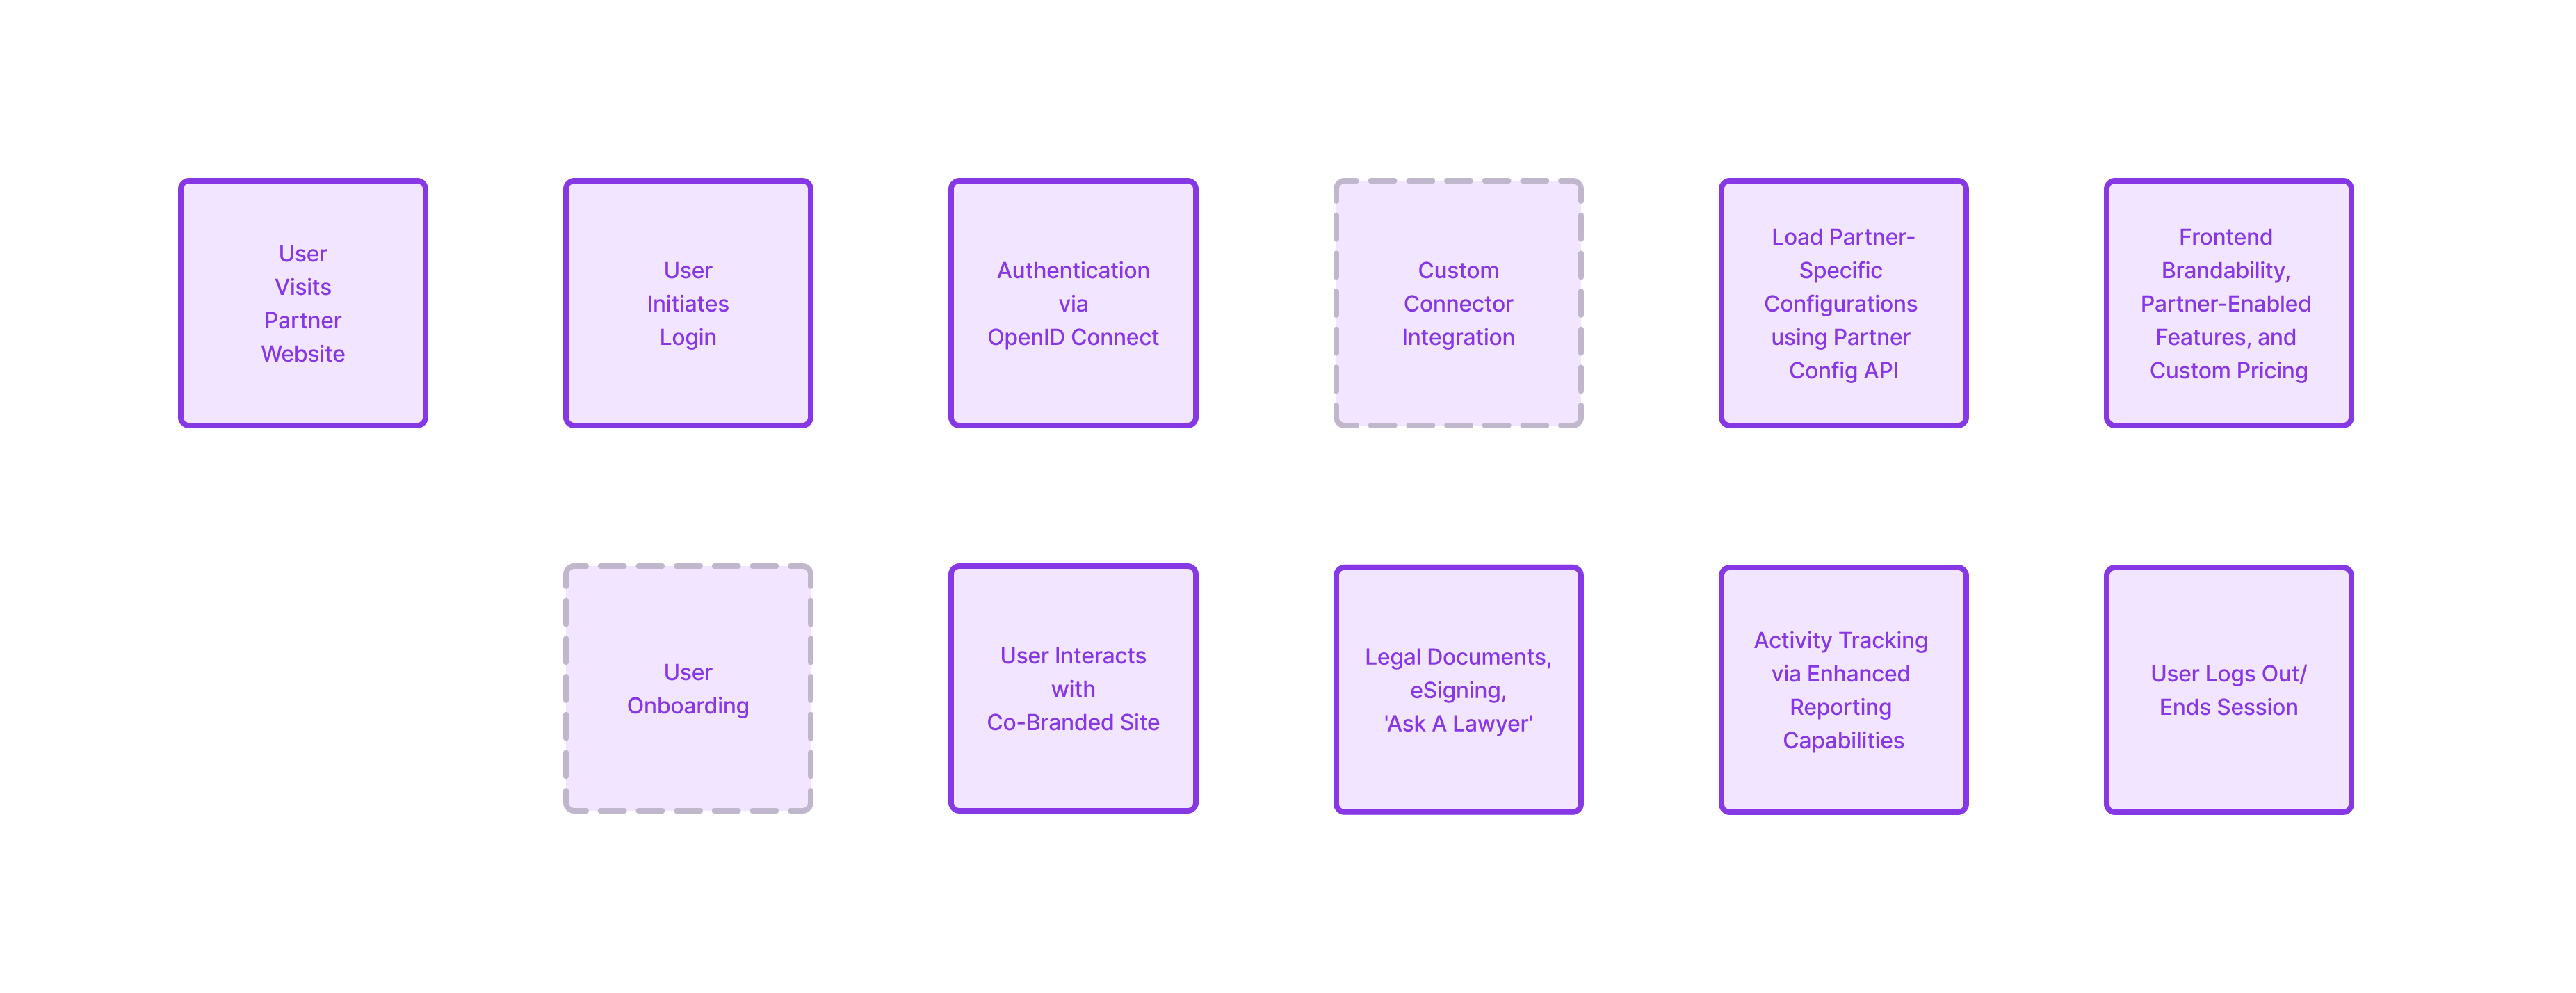 User
Visits
Partner
Website
User
Initiates
Login
Authentication
via
OpenID Connect
Custom
Connector
Integration
Load Partner-
Specific
Configurations
using Partner
Config API
Frontend
Brandability,
Partner-Enabled
Features, and
Custom Pricing
User
Onboarding
User Interacts
with
Co-Branded Site
Legal Documents,
eSigning,
'Ask A Lawyer'
Activity Tracking
via Enhanced
Reporting
Capabilities
User Logs Out/
Ends Session